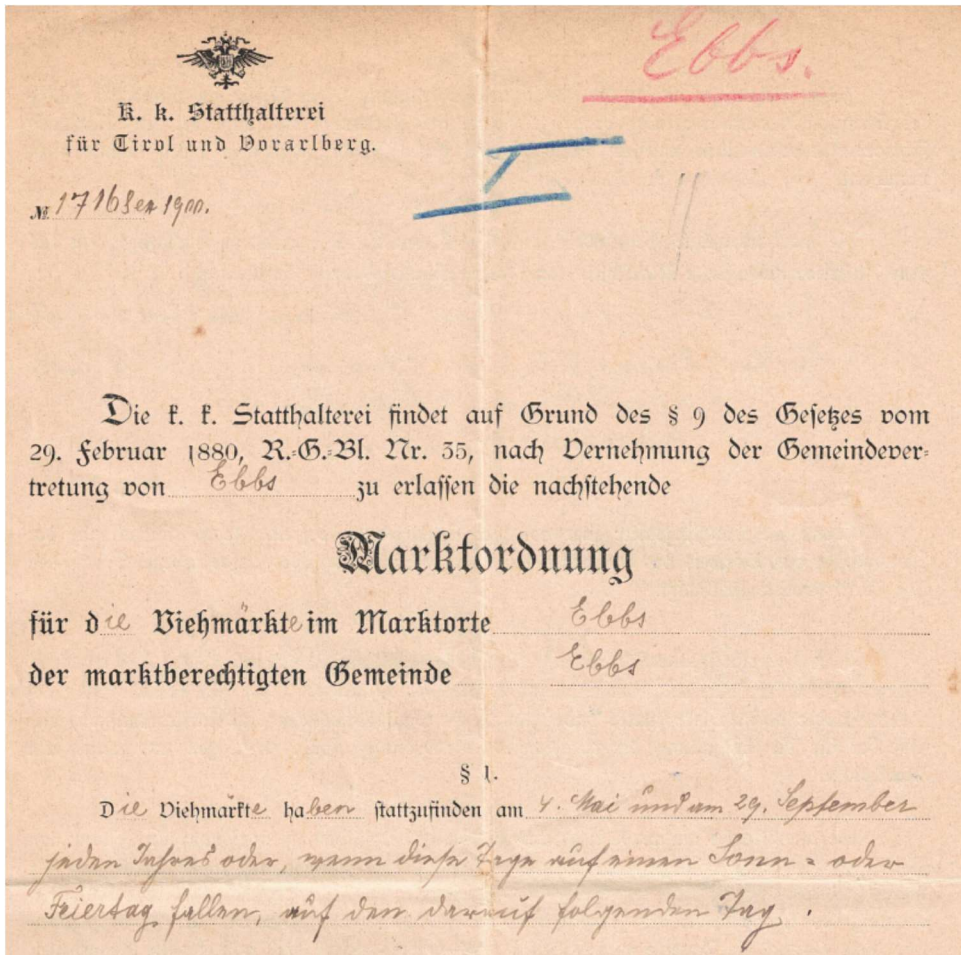 Ebbs.
K. k. Statthalterei
für Tirol und Vorarlberg.
I
№ 1900.
Die k. k. Statthalterei findet auf Grund des § 9 des Gesetzes vom
29. Februar 1880, R.-G.-Bl. Nr. 35, nach Vernehmung der Gemeindever-
tretung von Ebbs zu erlassen die nachstehende
Marktordnung
für die Viehmärkte im Marktorte Ebbs
der marktberechtigten Gemeinde Ebbs
§ 1.
Die Viehmärkte haben stattzufinden am 4. Mai und am 29. September
jeden Jahres oder, wenn diese Tage auf einen Sonn- oder
Feiertag fallen, auf den darauf folgenden Tag.